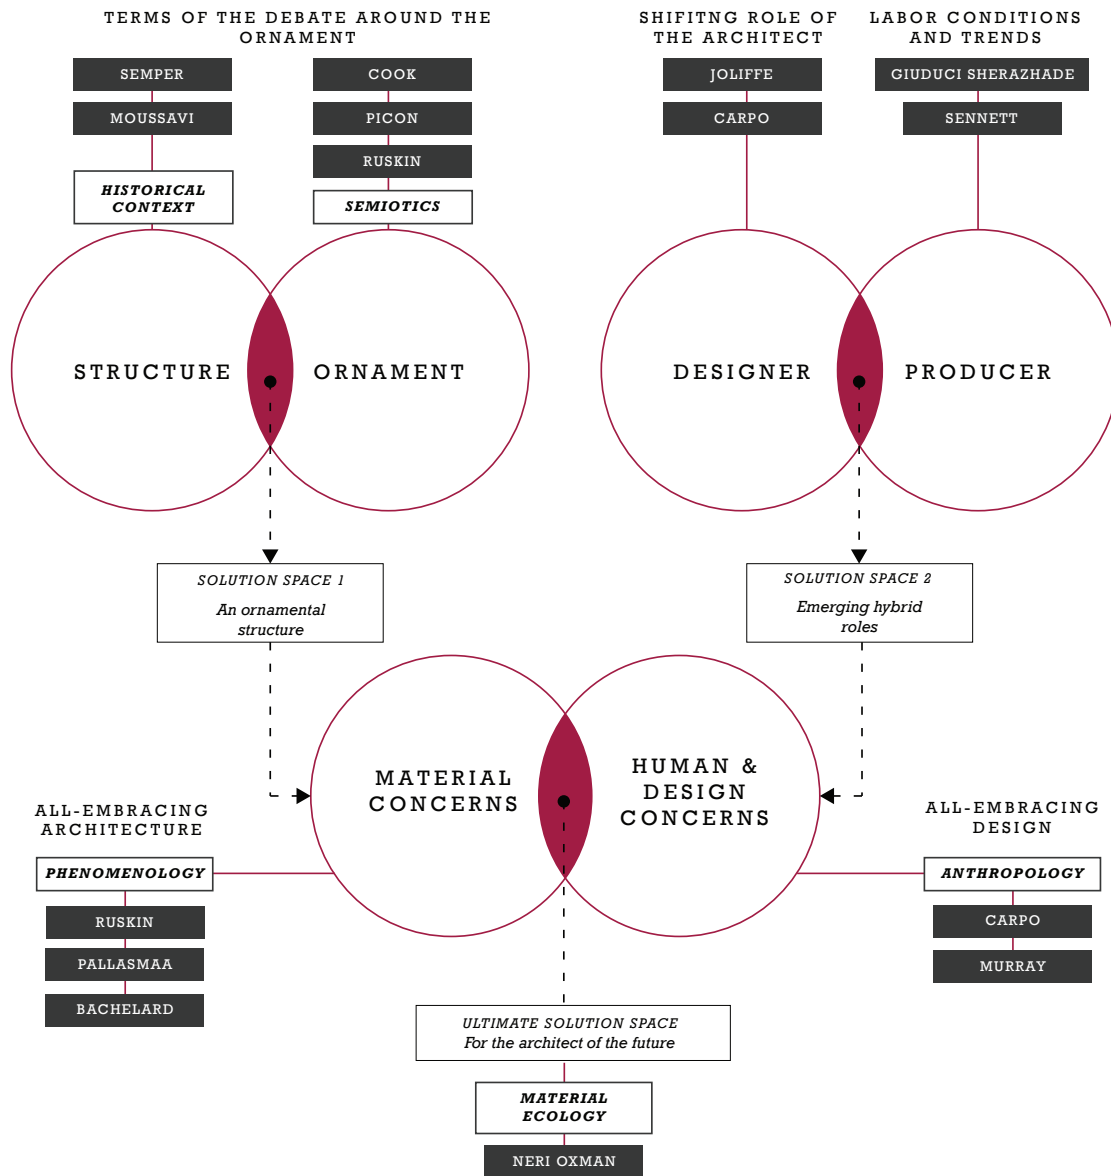 TERMS OF THE DEBATE AROUND THE
ORNAMENT
SEMPER
MOUSSAVI
HISTORICAL
CONTEXT
COOK
PICON
RUSKIN
SEMIOTICS
SHIFITNG ROLE OF
THE ARCHITECT
JOLIFFE
CARPO
LABOR CONDITIONS
AND TRENDS
GIUDUCI SHERAZHADE
SENNETT
STRUCTURE
ORNAMENT
DESIGNER
PRODUCER
SOLUTION SPACE 1
An ornamental
structure
SOLUTION SPACE 2
Emerging hybrid
roles
MATERIAL
CONCERNS
HUMAN &
DESIGN
CONCERNS
ALL-EMBRACING
ARCHITECTURE
PHENOMENOLOGY
RUSKIN
PALLASMAA
BACHELARD
ALL-EMBRACING
DESIGN
ANTHROPOLOGY
CARPO
MURRAY
ULTIMATE SOLUTION SPACE
For the architect of the future
MATERIAL
ECOLOGY
NERI OXMAN